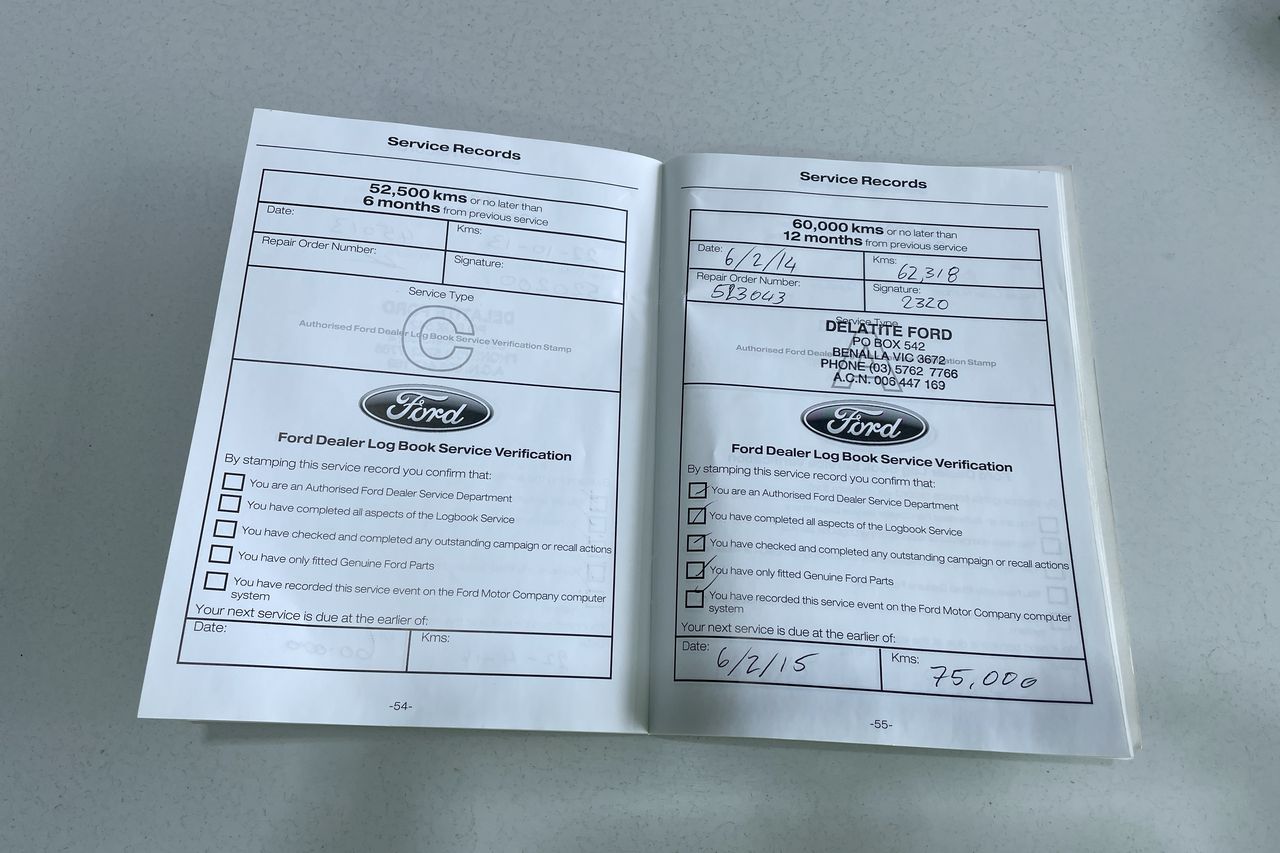 Service Records
52,500 kms or no later than
6 months from previous service
Date:
Kms:
Repair Order Number:
Signature:
Service Type
C
Authorised Ford Dealer Log Book Service Verification Stamp
Ford
Ford Dealer Log Book Service Verification
By stamping this service record you confirm that:
You are an Authorised Ford Dealer Service Department
You have completed all aspects of the Logbook Service
You have checked and completed any outstanding campaign or recall actions
You have only fitted Genuine Ford Parts
You have recorded this service event on the Ford Motor Company computer
system
Your next service is due at the earlier of:
Date:
Kms:
-54-
Service Records
60,000 kms or no later than
12 months from previous service
Date: 6/2/14
Kms: 62,318
Repair Order Number: 523043
Signature: 2320
Service Type
A
DELATITE FORD
PO BOX 542
BENALLA VIC 3672
PHONE (03) 5762 7766
A.C.N. 006 447 169
Authorised Ford Dealer ation Stamp
Ford
Ford Dealer Log Book Service Verification
By stamping this service record you confirm that:
You are an Authorised Ford Dealer Service Department
You have completed all aspects of the Logbook Service
You have checked and completed any outstanding campaign or recall actions
You have only fitted Genuine Ford Parts
You have recorded this service event on the Ford Motor Company computer
system
Your next service is due at the earlier of:
Date: 6/2/15
Kms: 75,000
-55-